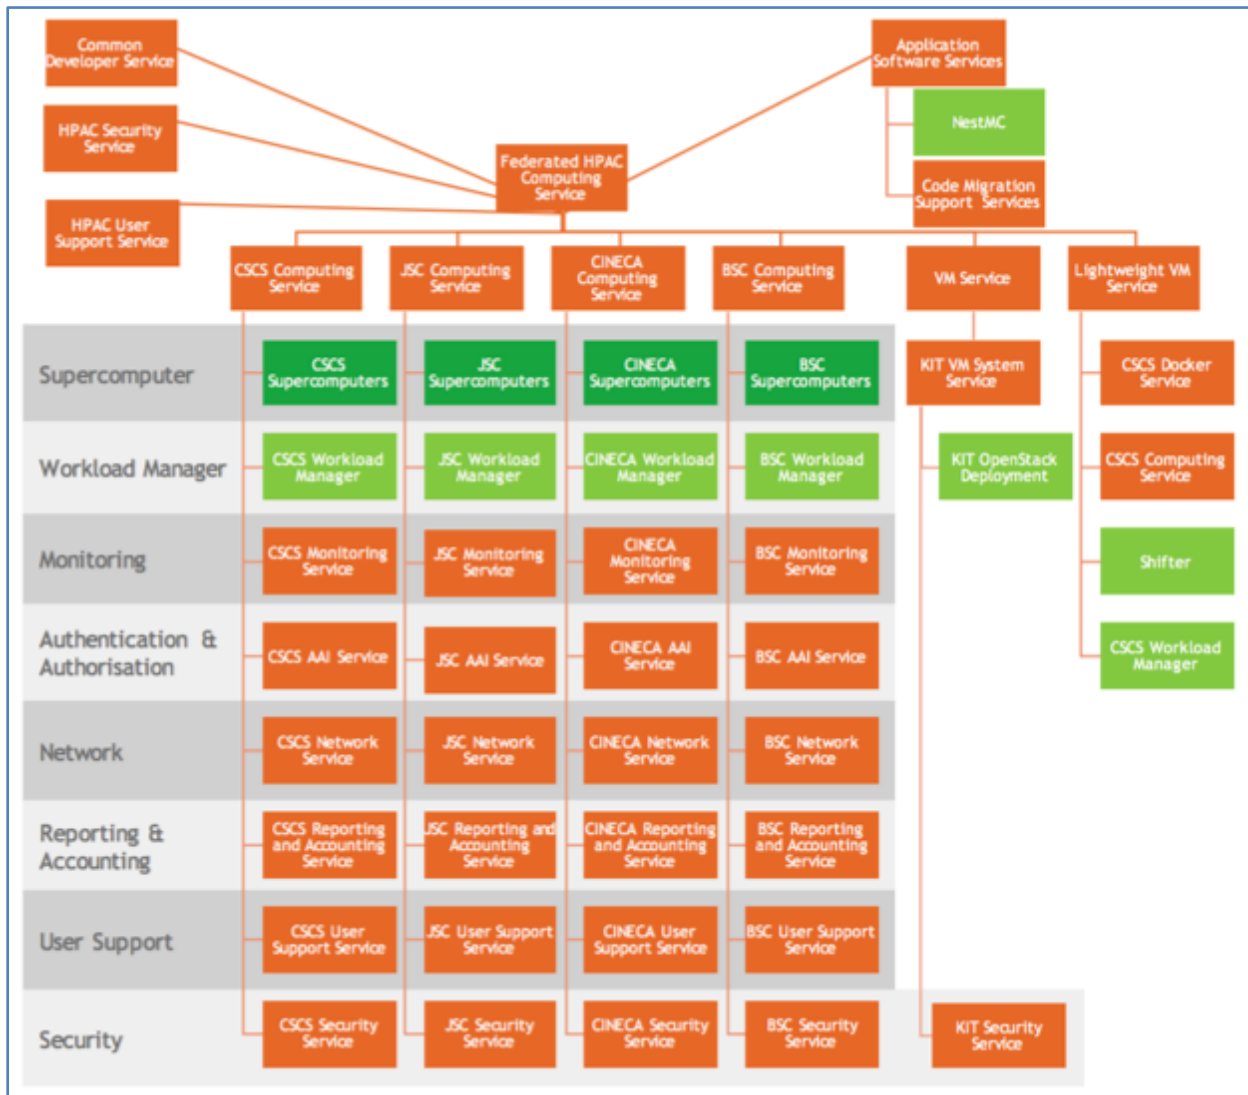 Common
Developer Service
Application
Software Services
NestMC
HPAC Security
Service
Federated HPAC
Computing
Service
Code Migration
Support Services
HPAC User
Support Service
CSCS Computing
Service
JSC Computing
Service
CINECA
Computing
Service
BSC Computing
Service
VM Service
Lightweight VM
Service
Supercomputer
CSCS
Supercomputers
JSC
Supercomputers
CINECA
Supercomputers
BSC
Supercomputers
KIT VM System
Service
CSCS Docker
Service
Workload Manager
CSCS Workload
Manager
JSC Workload
Manager
CINECA Workload
Manager
BSC Workload
Manager
KIT OpenStack
Deployment
CSCS Computing
Service
Monitoring
CSCS Monitoring
Service
JSC Monitoring
Service
CINECA
Monitoring
Service
BSC Monitoring
Service
Shifter
Authentication &
Authorisation
CSCS AAI Service
JSC AAI Service
CINECA AAI
Service
BSC AAI Service
CSCS Workload
Manager
Network
CSCS Network
Service
JSC Network
Service
CINECA Network
Service
BSC Network
Service
Reporting &
Accounting
CSCS Reporting
and Accounting
Service
JSC Reporting and
Accounting
Service
CINECA Reporting
and Accounting
Service
BSC Reporting
and Accounting
Service
User Support
CSCS User
Support Service
JSC User Support
Service
CINECA User
Support Service
BSC User Support
Service
Security
CSCS Security
Service
JSC Security
Service
CINECA Security
Service
BSC Security
Service
KIT Security
Service